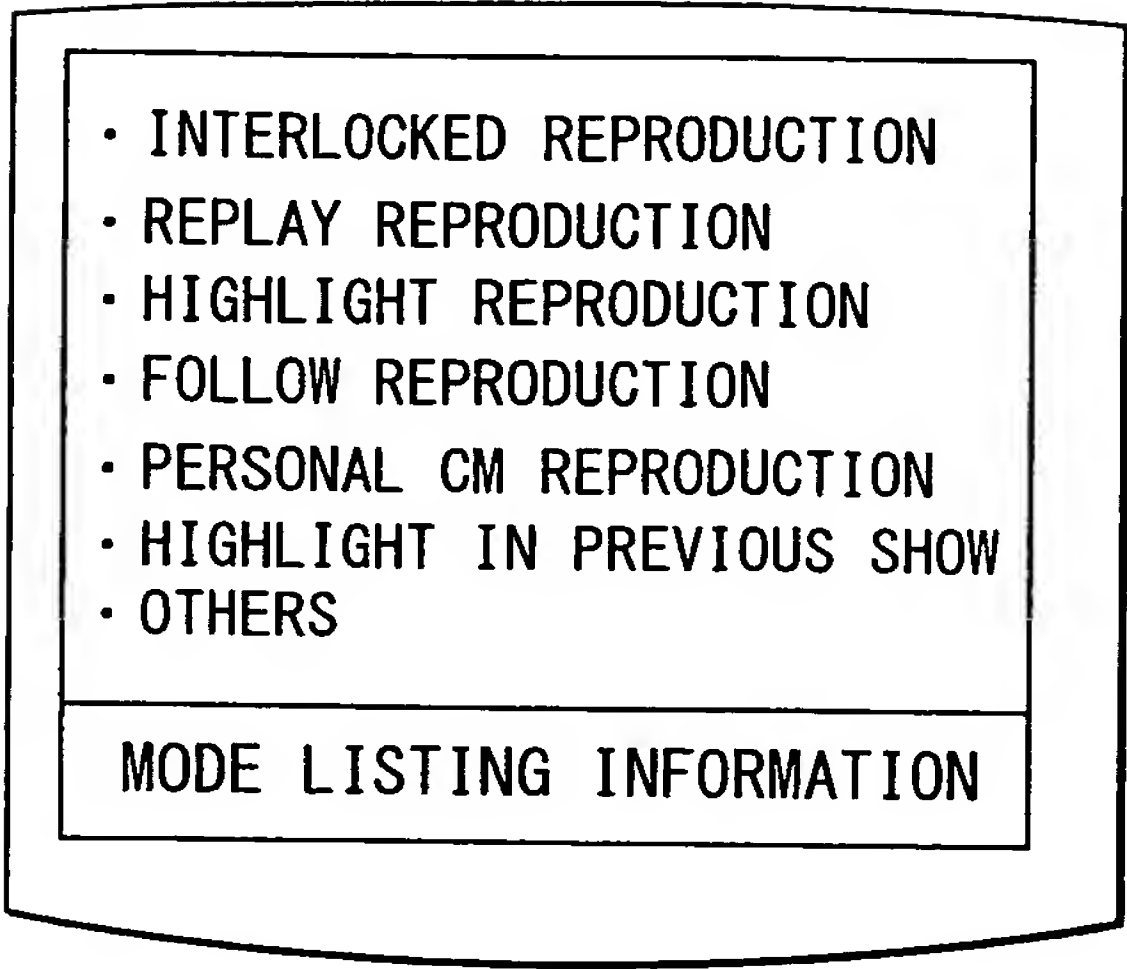 · INTERLOCKED REPRODUCTION
· REPLAY REPRODUCTION
· HIGHLIGHT REPRODUCTION
· FOLLOW REPRODUCTION
· PERSONAL CM REPRODUCTION
· HIGHLIGHT IN PREVIOUS SHOW
· OTHERS
MODE LISTING INFORMATION